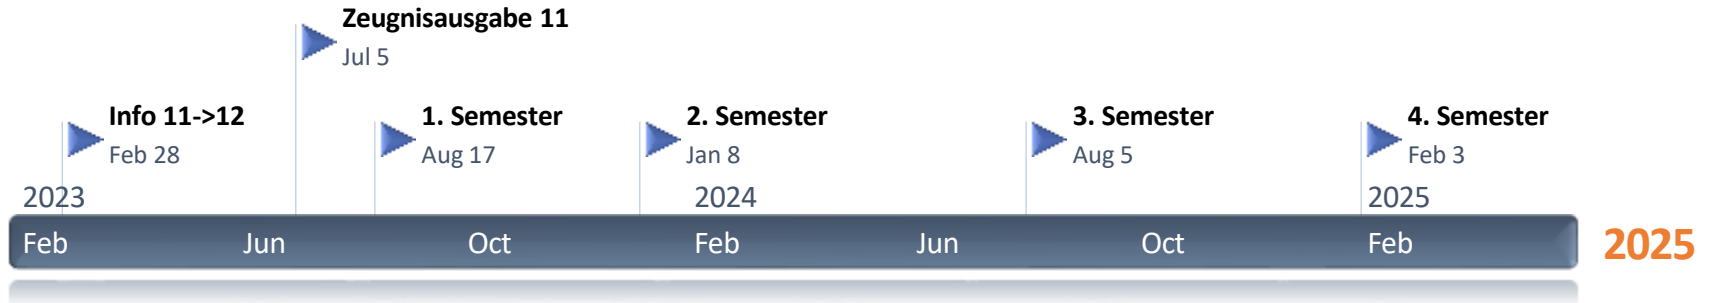 Zeugnisausgabe 11
Jul 5
Info 11->12
Feb 28
1. Semester
Aug 17
2. Semester
Jan 8
3. Semester
Aug 5
4. Semester
Feb 3
2023
2024
2025
Feb
Jun
Oct
Feb
Jun
Oct
Feb
2025